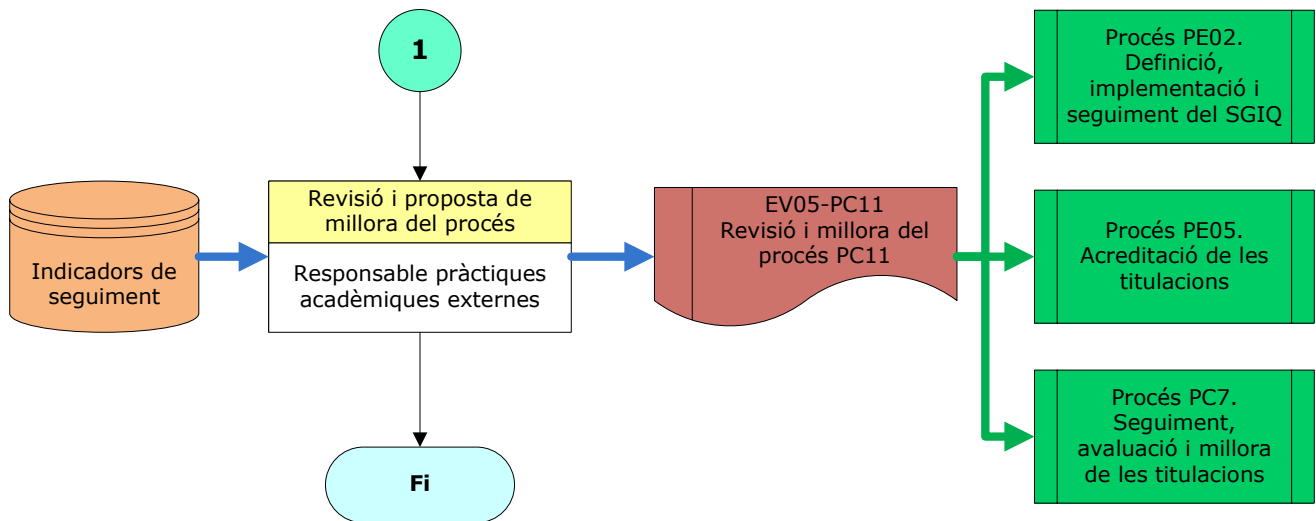 1
Indicadors de
seguiment
Revisió i proposta de
millora del procés
Responsable pràctiques
acadèmiques externes
EV05-PC11
Revisió i millora del
procés PC11
Procés PE02.
Definició,
implementació i
seguiment del SGIQ
Procés PE05.
Acreditació de les
titulacions
Procés PC7.
Seguiment,
avaluació i millora
de les titulacions
Fi